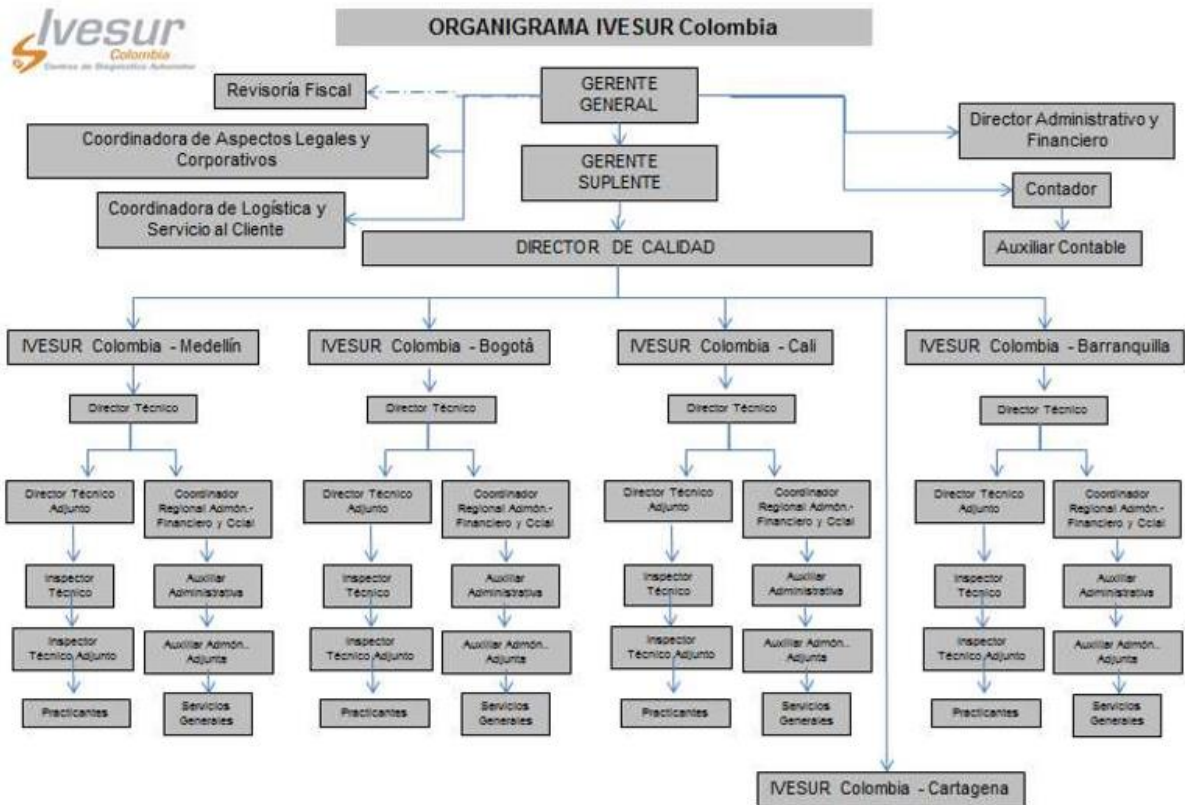 Ivesur
Colombia
Centros de Diagnóstico Automotor
ORGANIGRAMA IVESUR Colombia
Revisoría Fiscal
GERENTE
GENERAL
Coordinadora de Aspectos Legales y
Corporativos
Director Administrativo y
Financiero
GERENTE
SUPLENTE
Contador
Coordinadora de Logística y
Servicio al Cliente
DIRECTOR DE CALIDAD
Auxiliar Contable
IVESUR Colombia - Medellín
IVESUR Colombia - Bogotá
IVESUR Colombia - Cali
IVESUR Colombia - Barranquilla
Director Técnico
Director Técnico
Director Técnico
Director Técnico
Director Técnico
Adjunto
Coordinador
Regional Admón.-
Financiero y Ccial
Director Técnico
Adjunto
Coordinador
Regional Admón.-
Financiero y Ccial
Director Técnico
Adjunto
Coordinador
Regional Admón.-
Financiero y Ccial
Director Técnico
Adjunto
Coordinador
Regional Admón.-
Financiero y Ccial
Inspector
Técnico
Auxiliar
Administrativa
Inspector
Técnico
Auxiliar
Administrativa
Inspector
Técnico
Auxiliar
Administrativa
Inspector
Técnico
Auxiliar
Administrativa
Inspector
Técnico Adjunto
Auxiliar Admón..
Adjunta
Inspector
Técnico Adjunto
Auxiliar Admón..
Adjunta
Inspector
Técnico Adjunto
Auxiliar Admón..
Adjunta
Inspector
Técnico Adjunto
Auxiliar Admón..
Adjunta
Practicantes
Servicios
Generales
Practicantes
Servicios
Generales
Practicantes
Servicios
Generales
Practicantes
Servicios
Generales
IVESUR Colombia - Cartagena